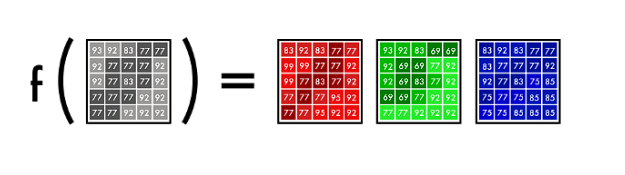 f ( 93 92 83 77 77 ) = 83 92 83 77 77 93 92 83 69 69 83 92 83 77 77
92 77 77 77 92 99 99 77 77 92 92 69 69 77 92 83 77 77 77 92
92 77 83 77 92 99 77 83 77 92 92 69 83 77 92 92 77 83 75 85
77 77 77 92 92 77 77 77 95 92 69 69 77 92 92 75 77 75 85 85
77 77 92 92 92 77 77 95 92 92 77 77 92 92 92 75 75 85 85 85